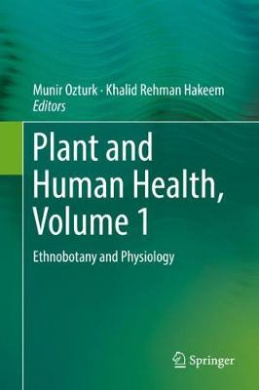 Munir Ozturk · Khalid Rehman Hakeem
Editors
Plant and
Human Health,
Volume 1
Ethnobotany and Physiology
Springer